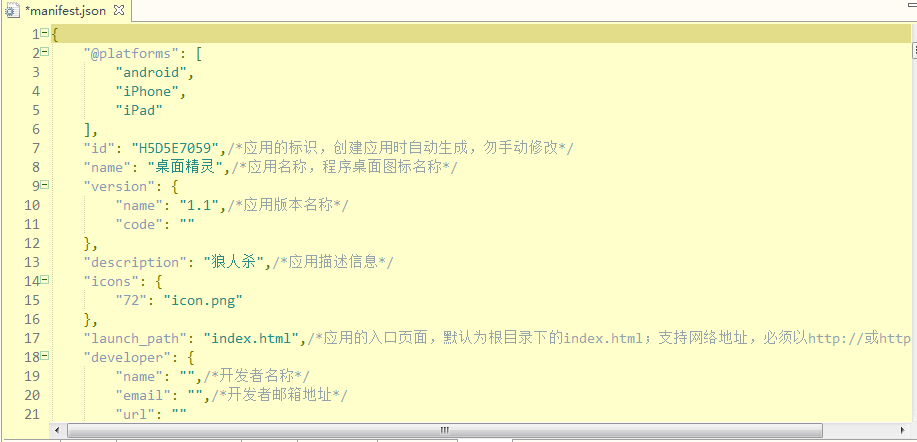 *manifest.json
1 {
2 "@platforms": [
3 "android",
4 "iPhone",
5 "iPad"
6 ],
7 "id": "H5D5E7059",/*应用的标识，创建应用时自动生成，勿手动修改*/
8 "name": "桌面精灵",/*应用名称，程序桌面图标名称*/
9 "version": {
10 "name": "1.1",/*应用版本名称*/
11 "code": ""
12 },
13 "description": "狼人杀",/*应用描述信息*/
14 "icons": {
15 "72": "icon.png"
16 },
17 "launch_path": "index.html",/*应用的入口页面，默认为根目录下的index.html；支持网络地址，必须以http://或http
18 "developer": {
19 "name": "",/*开发者名称*/
20 "email": "",/*开发者邮箱地址*/
21 "url": ""